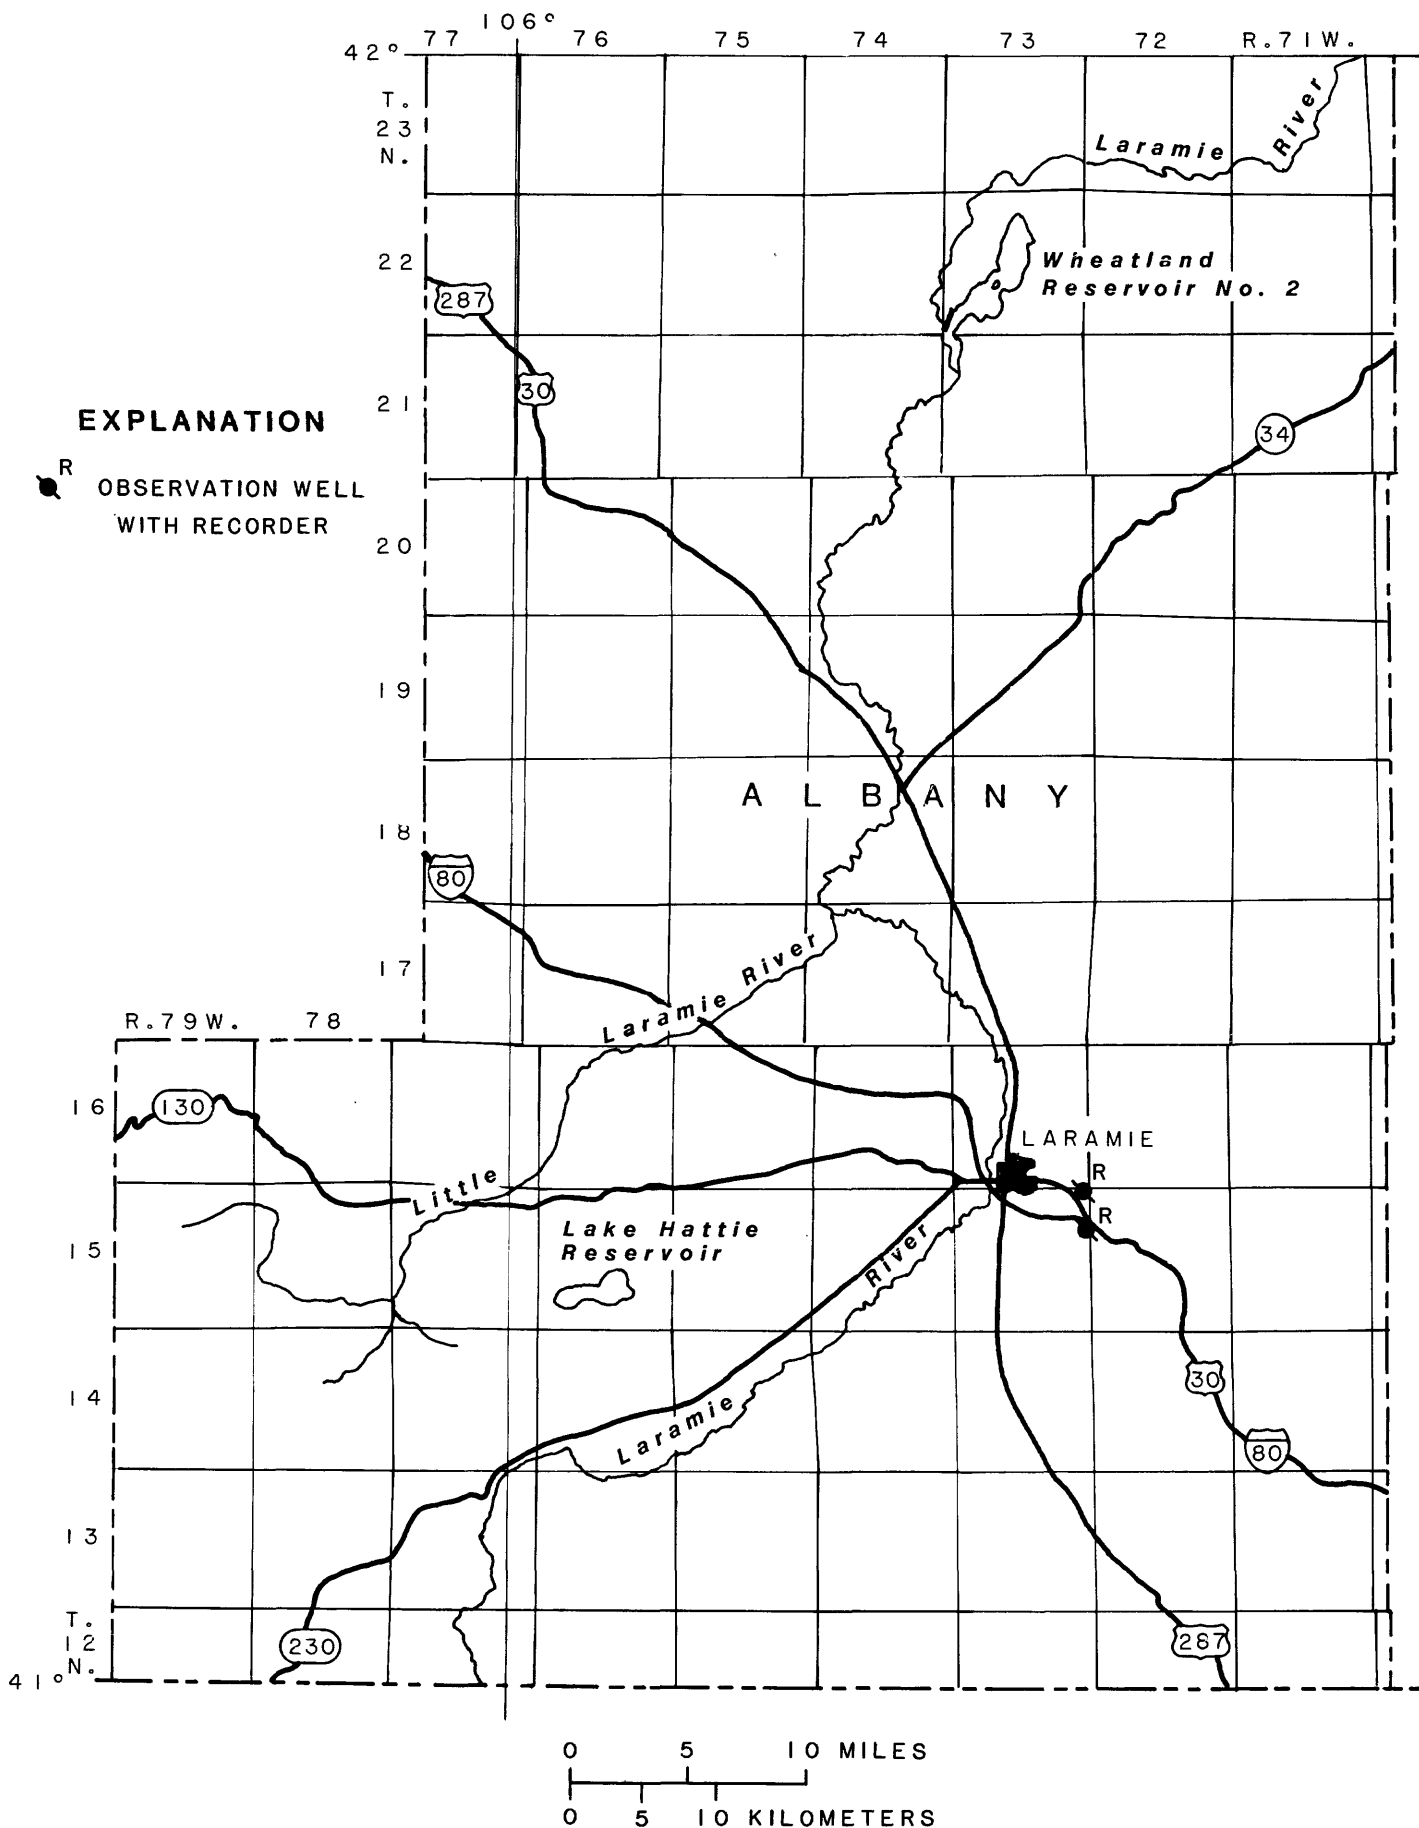 106°
42° 77 76 75 74 73 72 R.71W.
T.
23
N.
Laramie River
22
Wheatland
Reservoir No. 2
287
30
21
34
EXPLANATION
R
OBSERVATION WELL
WITH RECORDER
20
19
ALBANY
18
80
17
Laramie River
R.79W. 78
16
130
LARAMIE
R
Little
R
15
Lake Hattie
Reservoir
River
14
30
Laramie
80
13
T.
12
N.
230
287
41°
0 5 10 MILES
0 5 10 KILOMETERS